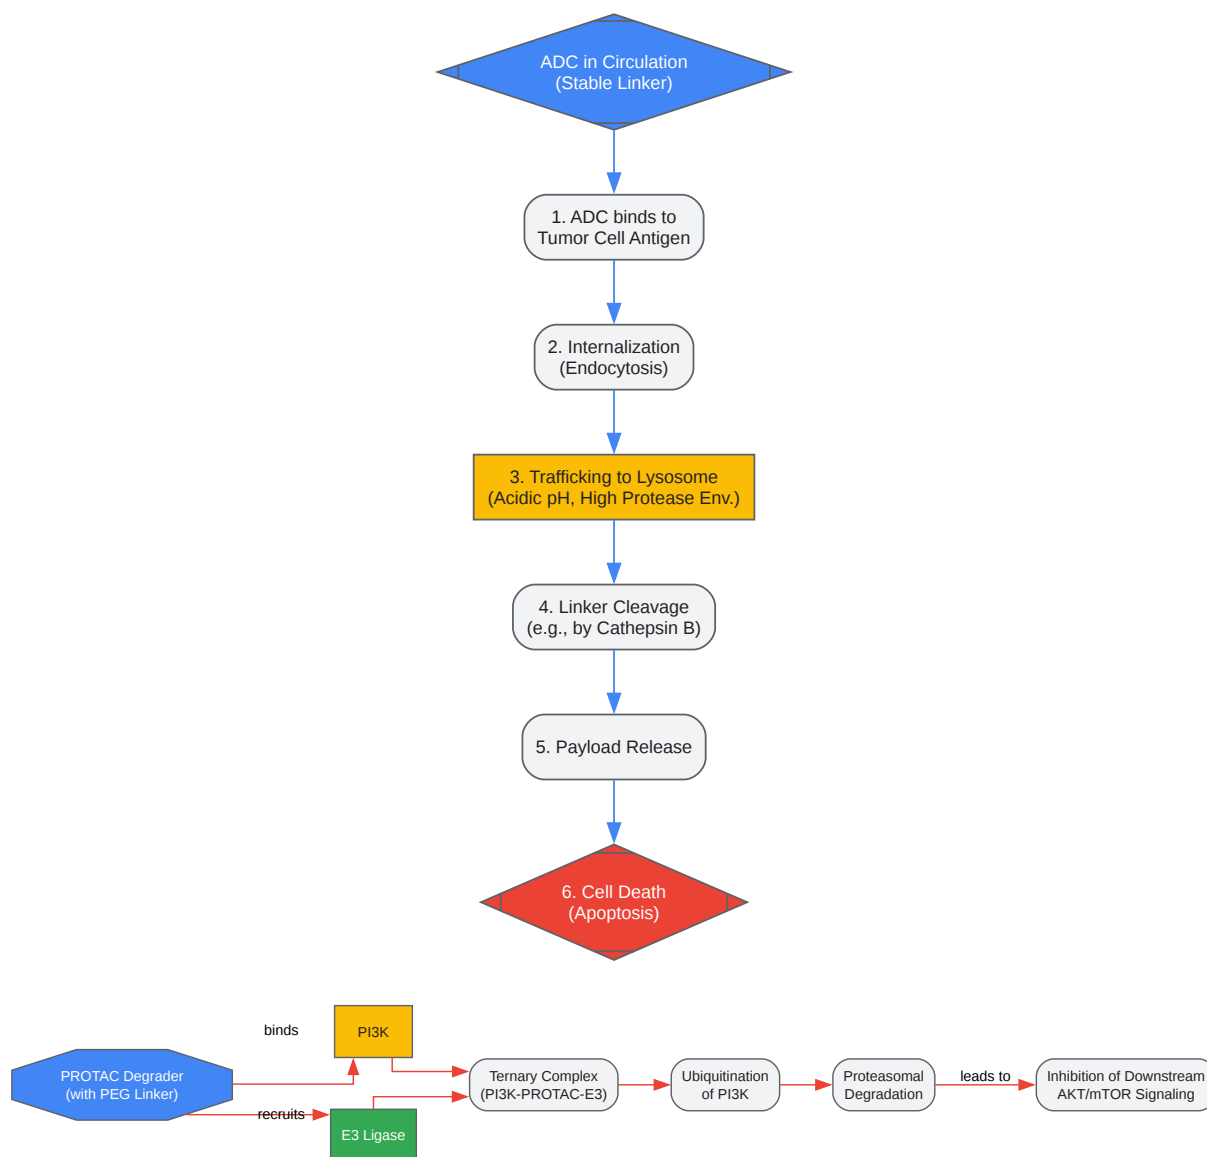 ADC in Circulation
(Stable Linker)
1. ADC binds to
Tumor Cell Antigen
2. Internalization
(Endocytosis)
3. Trafficking to Lysosome
(Acidic pH, High Protease Env.)
4. Linker Cleavage
(e.g., by Cathepsin B)
5. Payload Release
6. Cell Death
(Apoptosis)
binds
PI3K
PROTAC Degrader
(with PEG Linker)
recruits
E3 Ligase
Ternary Complex
(PI3K-PROTAC-E3)
Ubiquitination
of PI3K
Proteasomal
Degradation
leads to
Inhibition of Downstream
AKT/mTOR Signaling